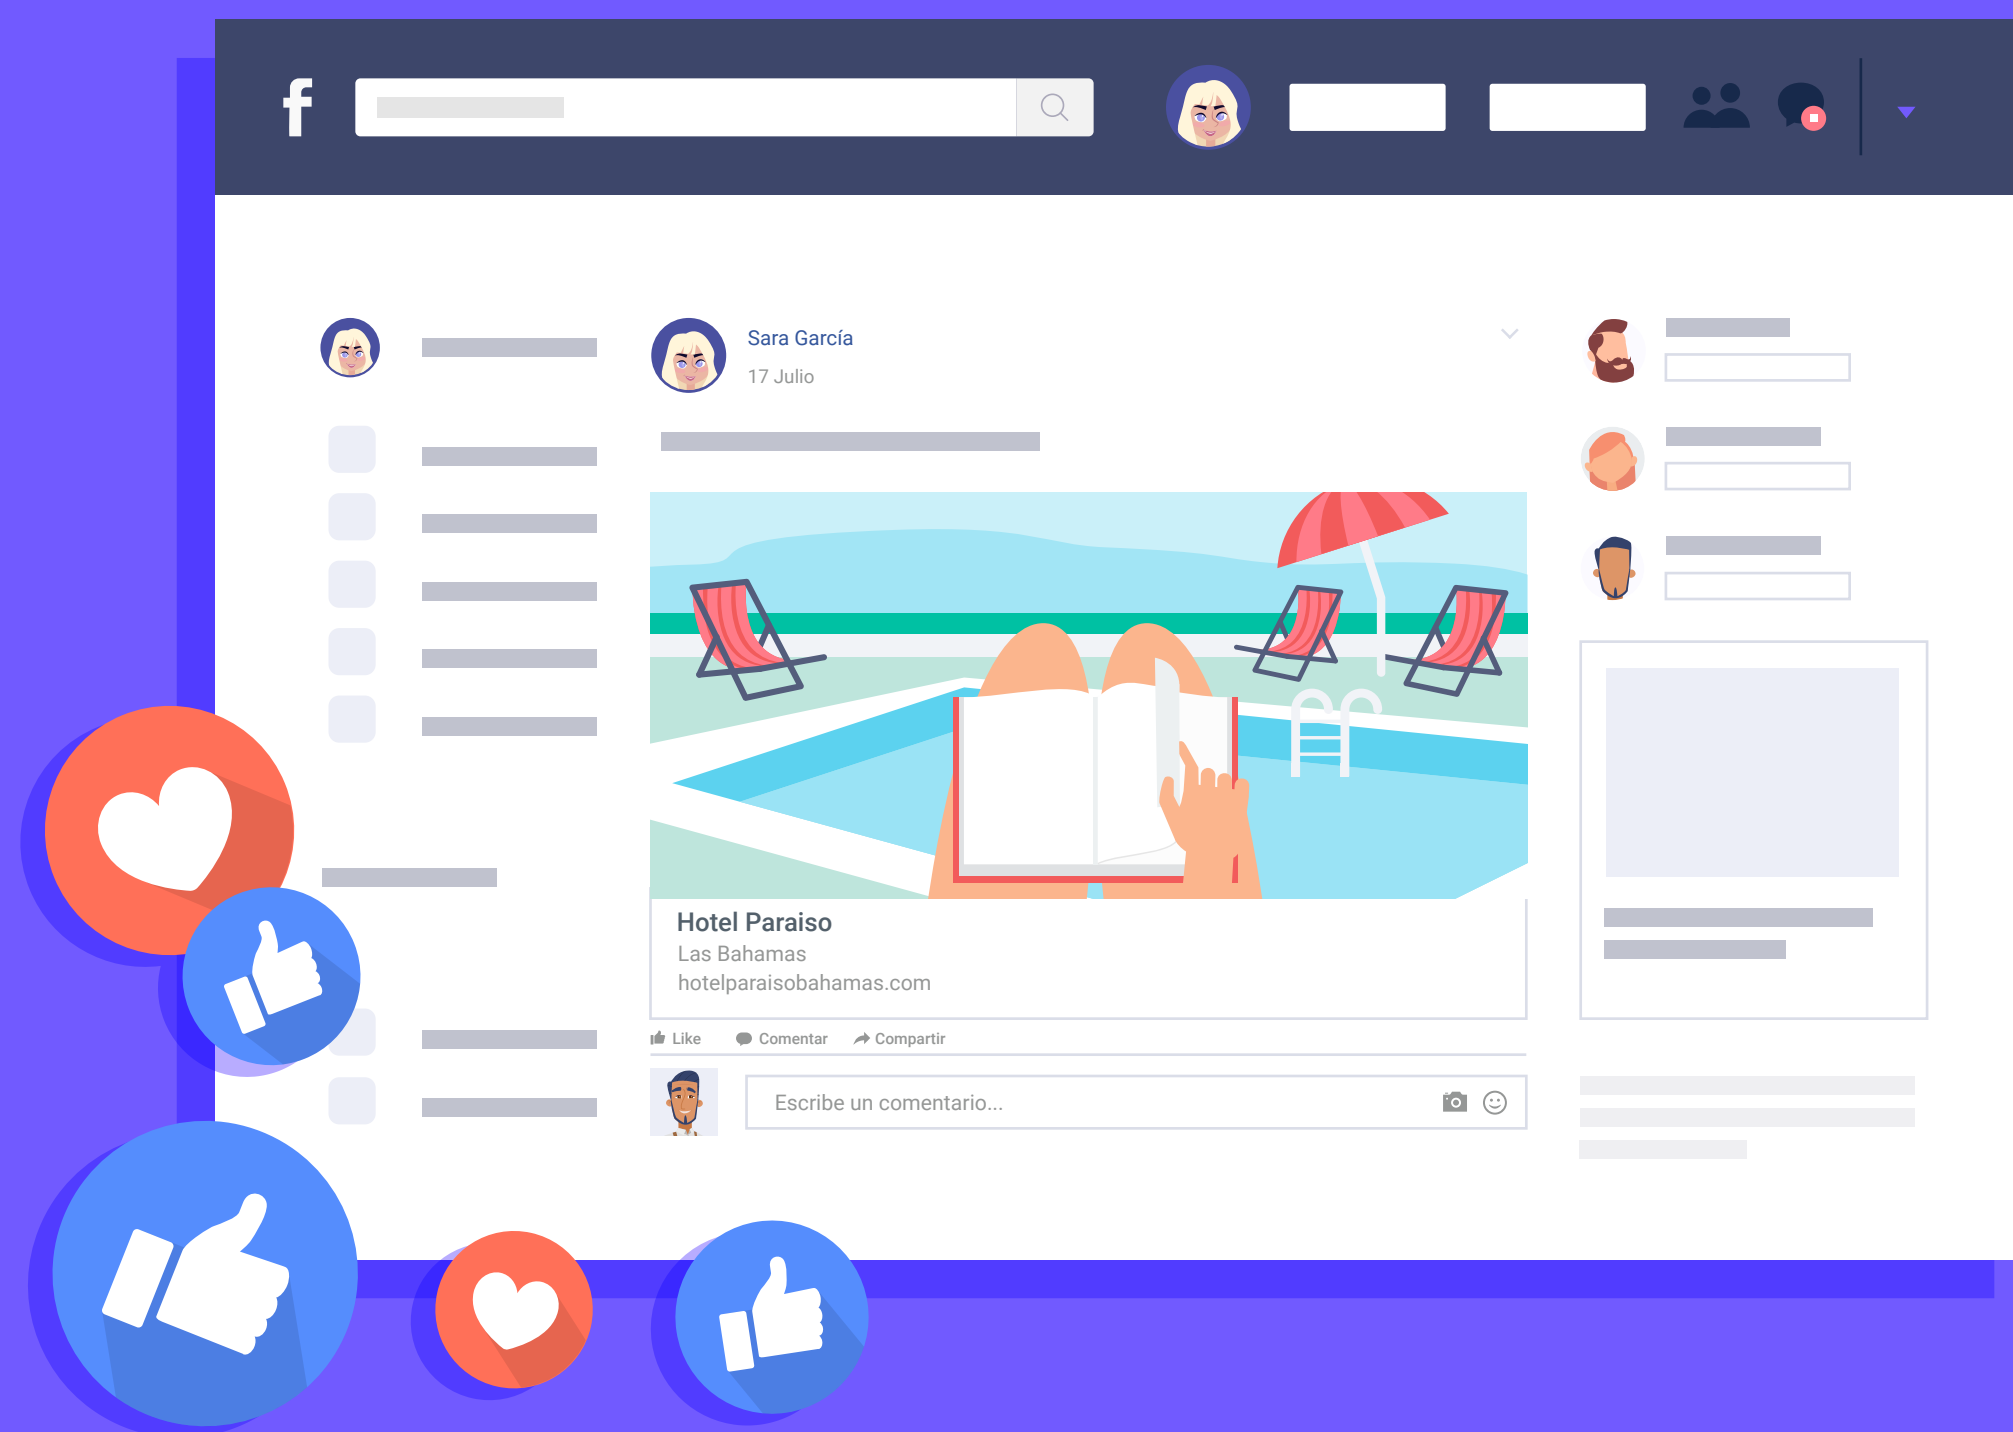 f
Sara García
17 Julio
Hotel Paraiso
Las Bahamas
hotelparaisobahamas.com
Like Comentar Compartir
Escribe un comentario...